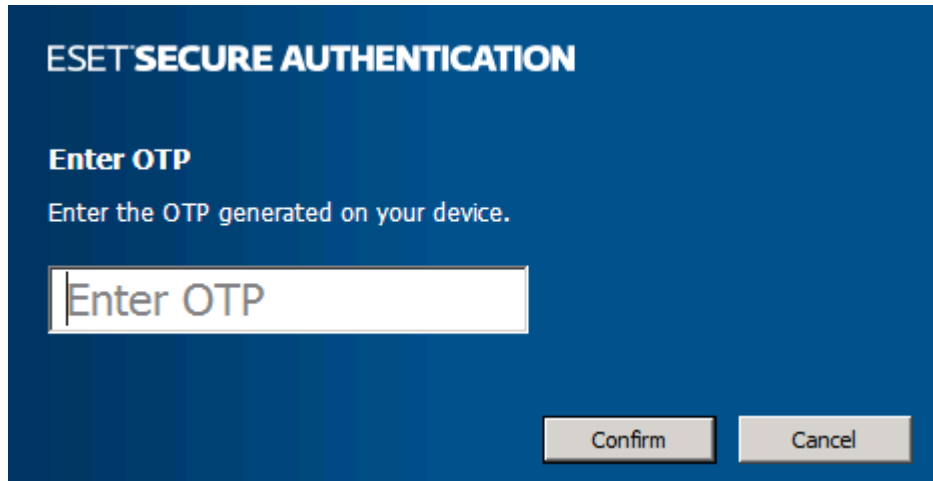 ESET SECURE AUTHENTICATION
Enter OTP
Enter the OTP generated on your device.
Enter OTP
Confirm Cancel